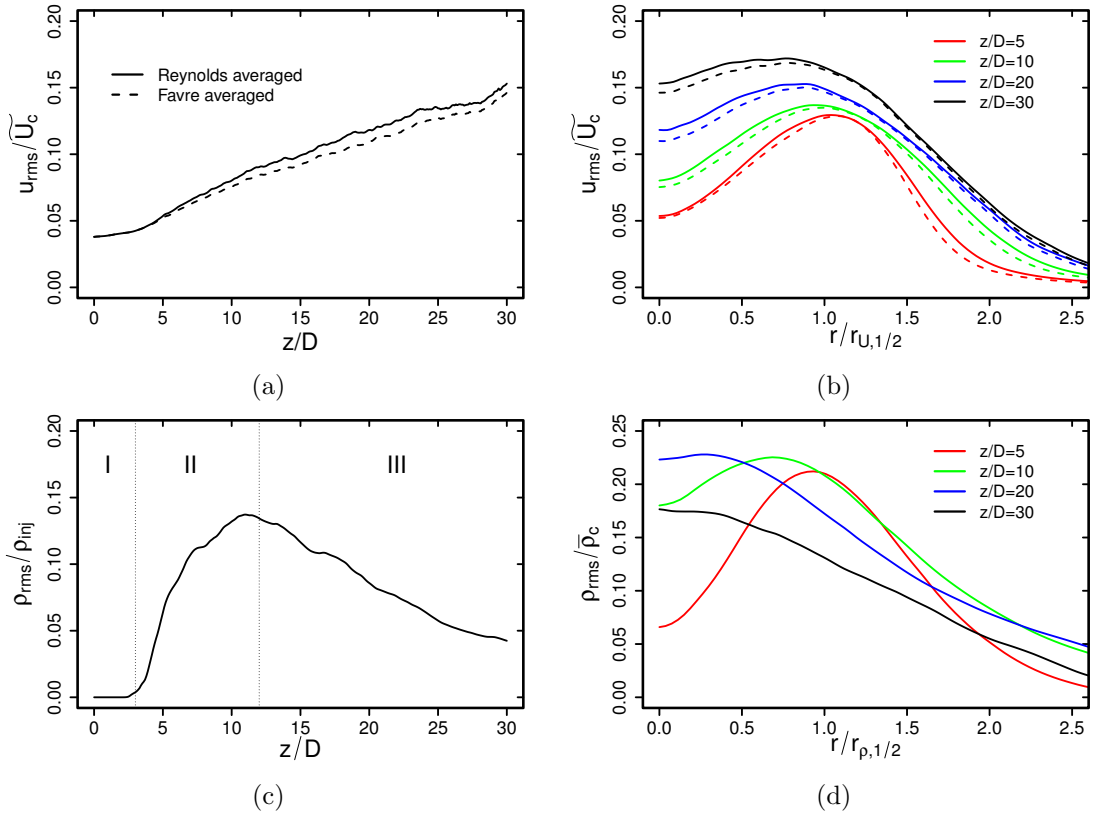 0.00 0.05 0.10 0.15 0.20
u_rms/Ũ_c
Reynolds averaged
Favre averaged
0 5 10 15 20 25 30
z/D
(a)
0.00 0.05 0.10 0.15 0.20
u_rms/Ũ_c
z/D=5
z/D=10
z/D=20
z/D=30
0.0 0.5 1.0 1.5 2.0 2.5
r/r_U,1/2
(b)
0.00 0.05 0.10 0.15 0.20
ρ_rms/ρ_inj
I II III
0 5 10 15 20 25 30
z/D
(c)
0.00 0.05 0.10 0.15 0.20 0.25
ρ_rms/ρ̅_c
z/D=5
z/D=10
z/D=20
z/D=30
0.0 0.5 1.0 1.5 2.0 2.5
r/r_ρ,1/2
(d)